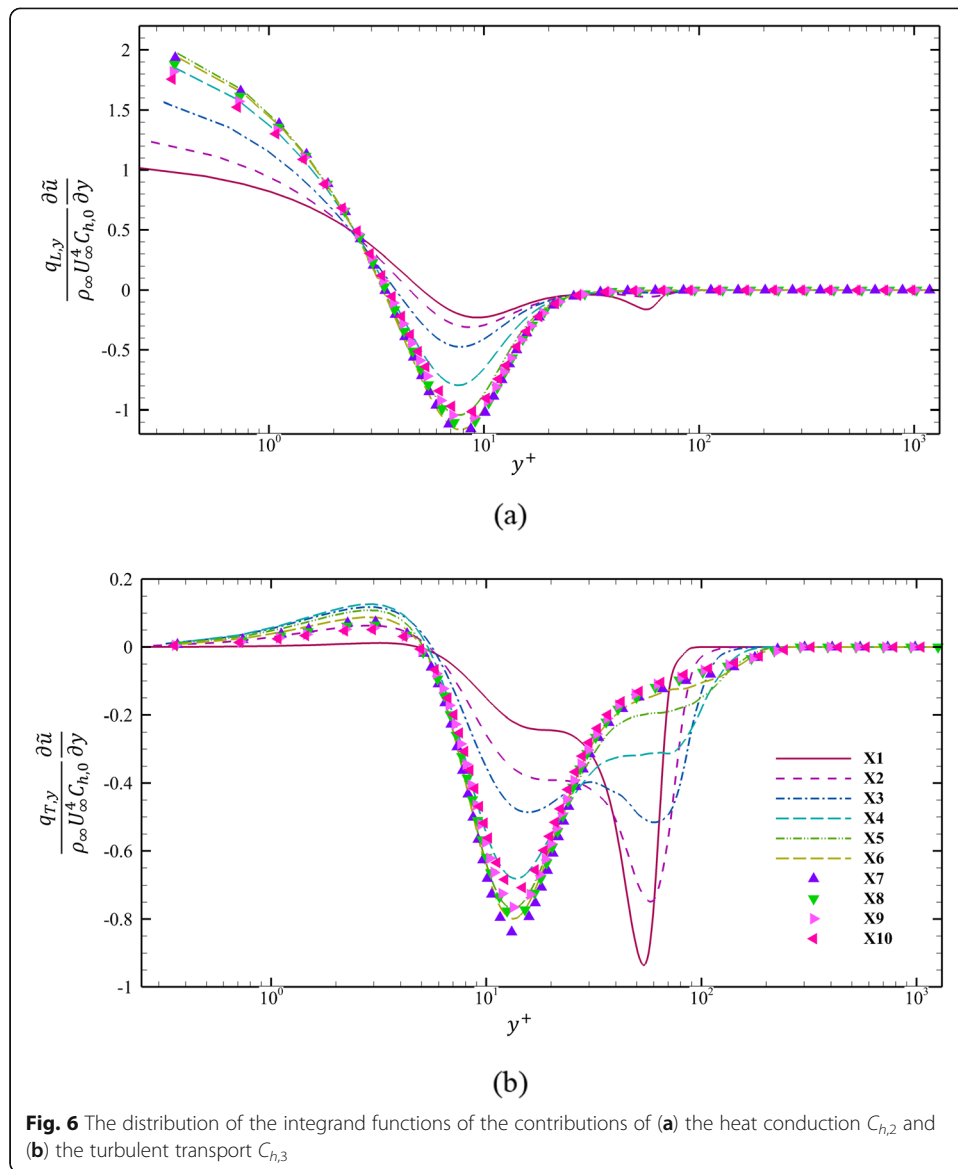 2
1.5
1
0.5
0
-0.5
-1
q_{L,y} / ρ_∞ U_∞^4 C_{h,0} ∂ũ / ∂y
10^0 10^1 10^2 10^3
y^+
(a)
0.2
0
-0.2
-0.4
-0.6
-0.8
-1
q_{T,y} / ρ_∞ U_∞^4 C_{h,0} ∂ũ / ∂y
X1
X2
X3
X4
X5
X6
X7
X8
X9
X10
10^0 10^1 10^2 10^3
y^+
(b)
Fig. 6 The distribution of the integrand functions of the contributions of (a) the heat conduction C_{h,2} and
(b) the turbulent transport C_{h,3}